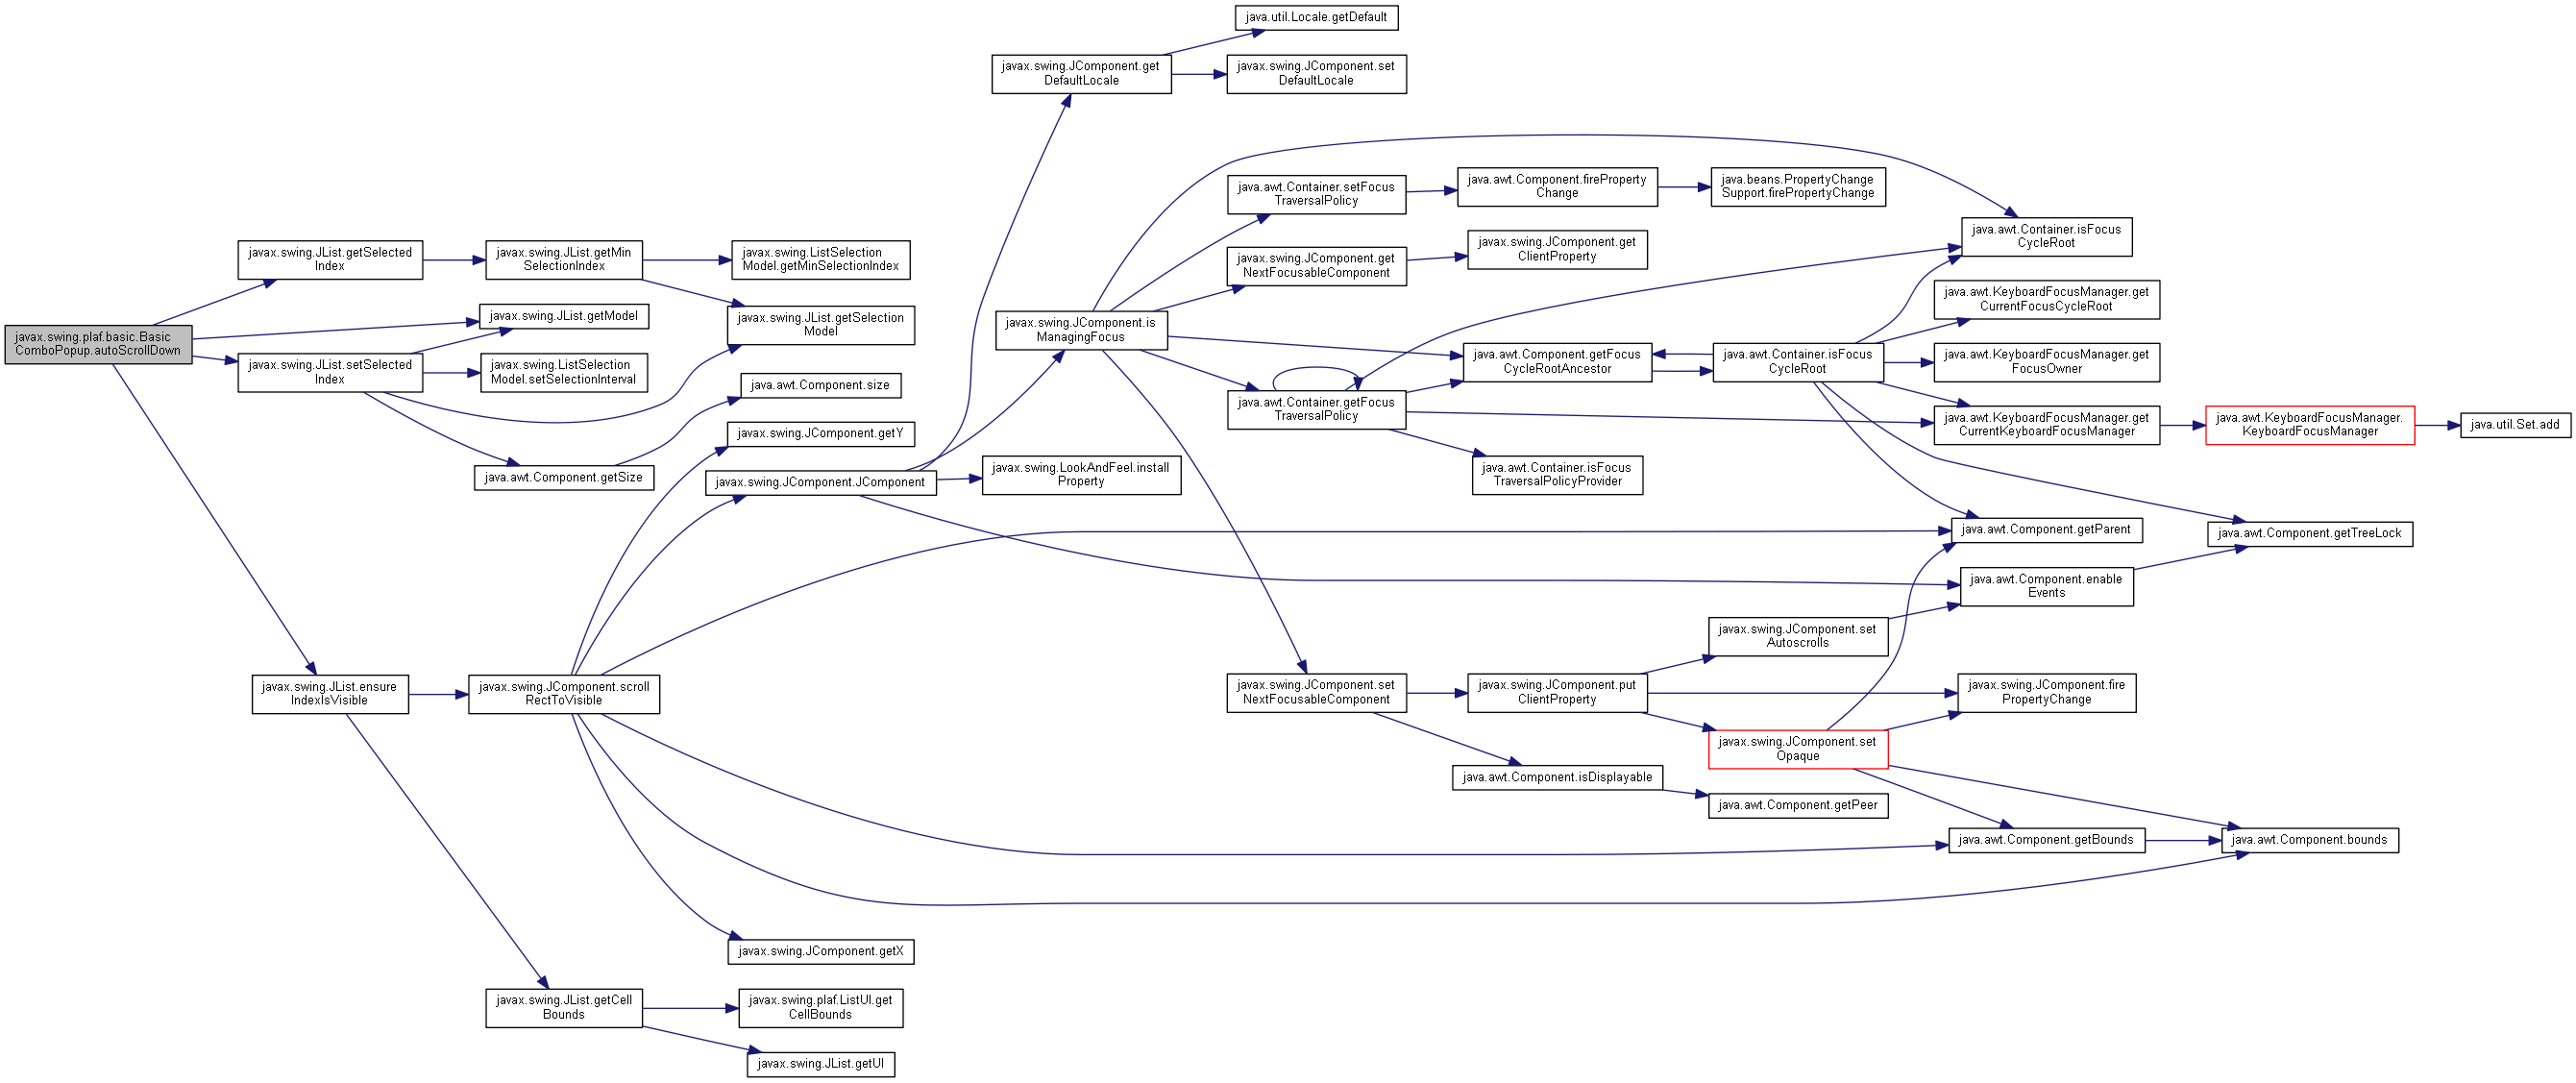 javax.swing.plaf.basic.Basic
ComboPopup.autoScrollDown
javax.swing.JList.getSelected
Index
javax.swing.JList.getMin
SelectionIndex
javax.swing.ListSelection
Model.getMinSelectionIndex
javax.swing.JList.getModel
javax.swing.JList.getSelection
Model
javax.swing.JList.setSelected
Index
javax.swing.ListSelection
Model.setSelectionInterval
java.awt.Component.size
java.awt.Component.getSize
javax.swing.JList.ensure
IndexIsVisible
javax.swing.JComponent.scroll
RectToVisible
javax.swing.JComponent.getY
javax.swing.JComponent.JComponent
javax.swing.JComponent.getX
javax.swing.JList.getCell
Bounds
javax.swing.plaf.ListUI.get
CellBounds
javax.swing.JList.getUI
javax.swing.JComponent.get
DefaultLocale
java.util.Locale.getDefault
javax.swing.JComponent.set
DefaultLocale
javax.swing.JComponent.is
ManagingFocus
javax.swing.LookAndFeel.install
Property
java.awt.Container.setFocus
TraversalPolicy
java.awt.Component.fireProperty
Change
java.beans.PropertyChange
Support.firePropertyChange
javax.swing.JComponent.get
NextFocusableComponent
javax.swing.JComponent.get
ClientProperty
java.awt.Component.getFocus
CycleRootAncestor
java.awt.Container.isFocus
CycleRoot
java.awt.Container.getFocus
TraversalPolicy
java.awt.Container.isFocus
TraversalPolicyProvider
java.awt.Container.isFocus
CycleRoot
java.awt.KeyboardFocusManager.get
CurrentFocusCycleRoot
java.awt.KeyboardFocusManager.get
FocusOwner
java.awt.KeyboardFocusManager.get
CurrentKeyboardFocusManager
java.awt.KeyboardFocusManager.
KeyboardFocusManager
java.util.Set.add
java.awt.Component.getParent
java.awt.Component.getTreeLock
java.awt.Component.enable
Events
javax.swing.JComponent.set
Autoscrolls
javax.swing.JComponent.set
NextFocusableComponent
javax.swing.JComponent.put
ClientProperty
javax.swing.JComponent.fire
PropertyChange
javax.swing.JComponent.set
Opaque
java.awt.Component.isDisplayable
java.awt.Component.getPeer
java.awt.Component.getBounds
java.awt.Component.bounds